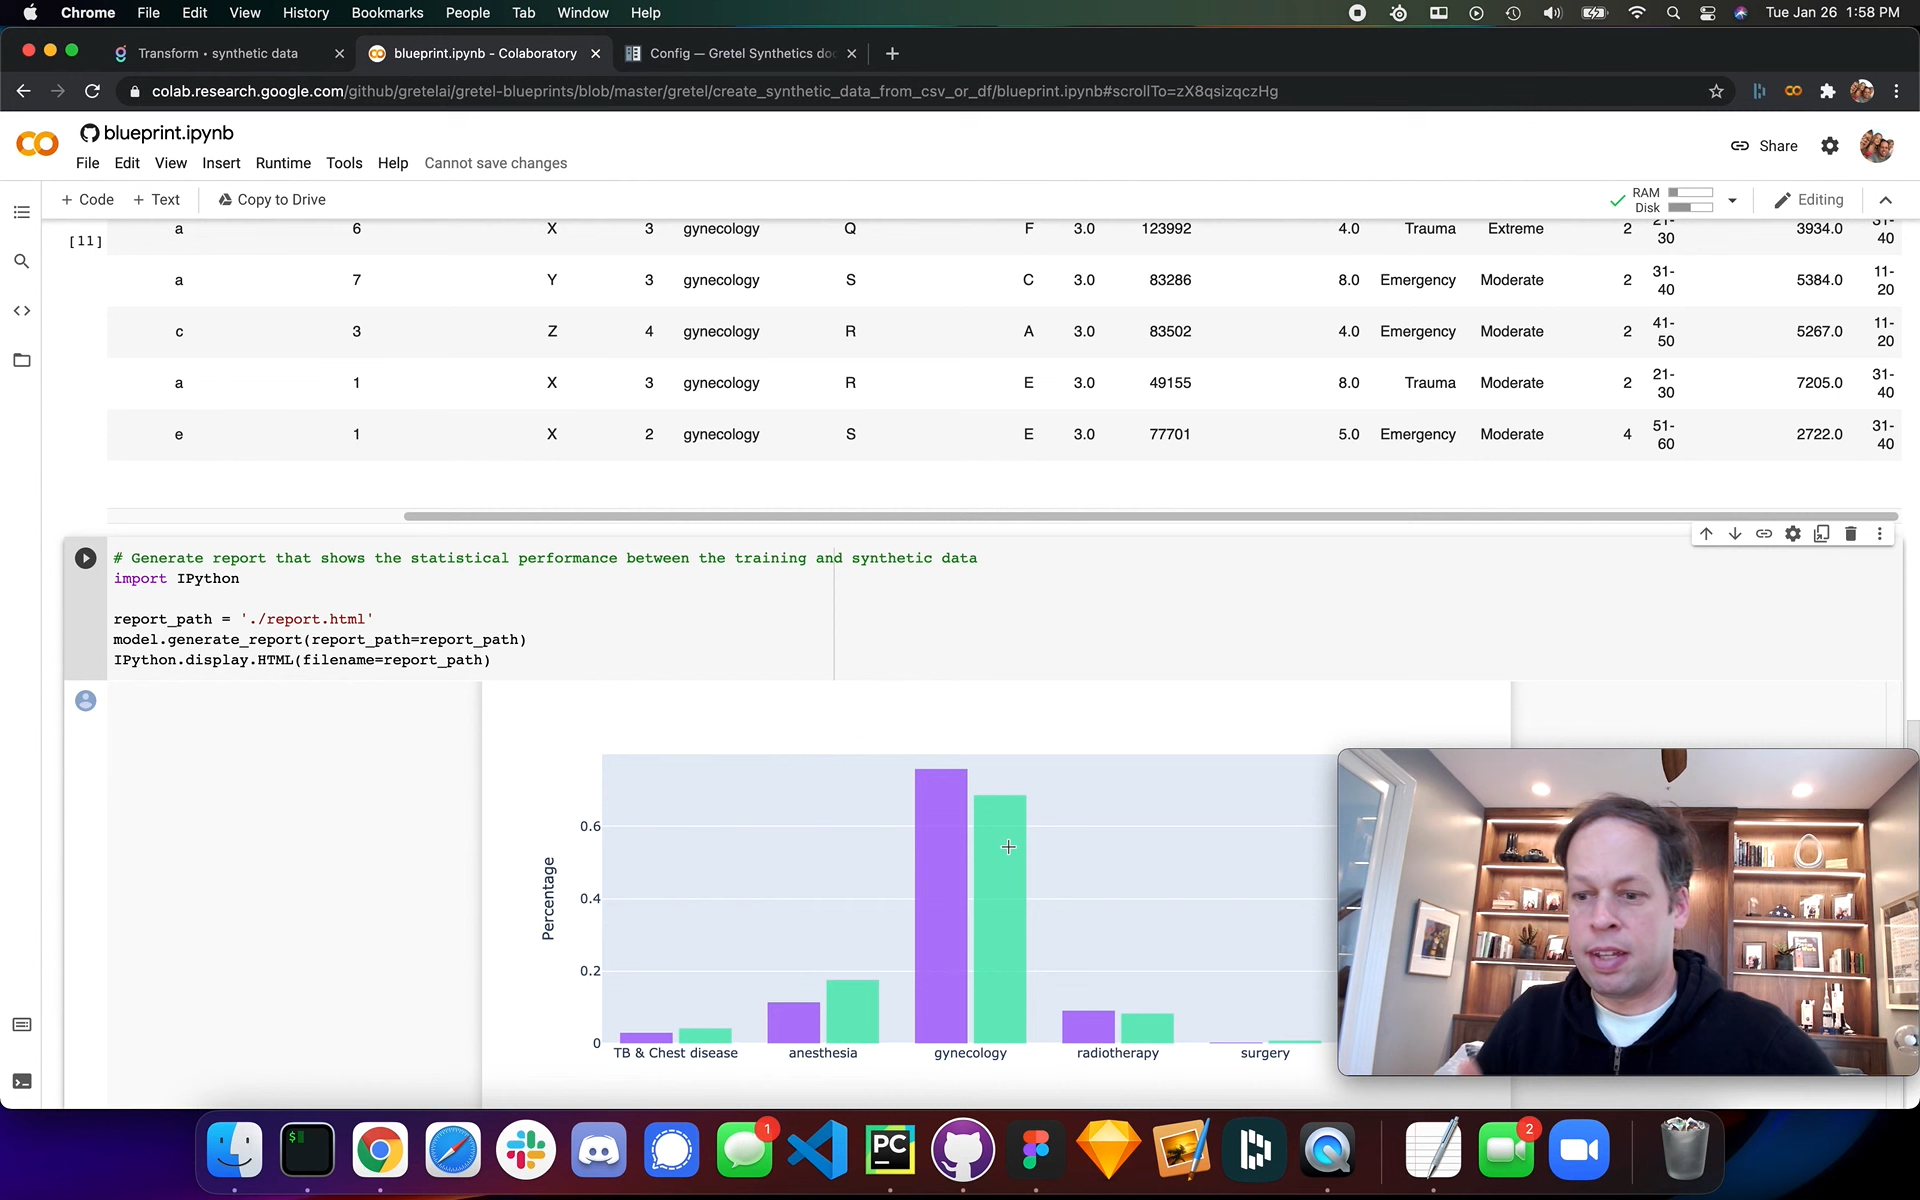 Chrome File Edit View History Bookmarks People Tab Window Help Tue Jan 26 1:58 PM
Transform • synthetic data
blueprint.ipynb - Colaboratory
Config — Gretel Synthetics doc
colab.research.google.com/github/gretelai/gretel-blueprints/blob/master/gretel/create_synthetic_data_from_csv_or_df/blueprint.ipynb#scrollTo=zX8qsizqczHg
blueprint.ipynb
Share
File Edit View Insert Runtime Tools Help Cannot save changes
+ Code + Text Copy to Drive
RAM
Disk
Editing
[11]
a 6 X 3 gynecology Q F 3.0 123992 4.0 Trauma Extreme 2 21-30 3934.0 31-40
a 7 Y 3 gynecology S C 3.0 83286 8.0 Emergency Moderate 2 31-40 5384.0 11-20
c 3 Z 4 gynecology R A 3.0 83502 4.0 Emergency Moderate 2 41-50 5267.0 11-20
a 1 X 3 gynecology R E 3.0 49155 8.0 Trauma Moderate 2 21-30 7205.0 31-40
e 1 X 2 gynecology S E 3.0 77701 5.0 Emergency Moderate 4 51-60 2722.0 31-40
# Generate report that shows the statistical performance between the training and synthetic data
import IPython
report_path = './report.html'
model.generate_report(report_path=report_path)
IPython.display.HTML(filename=report_path)
Percentage
0.6
0.4
0.2
0
TB & Chest disease anesthesia gynecology radiotherapy surgery
$
1
PC
2